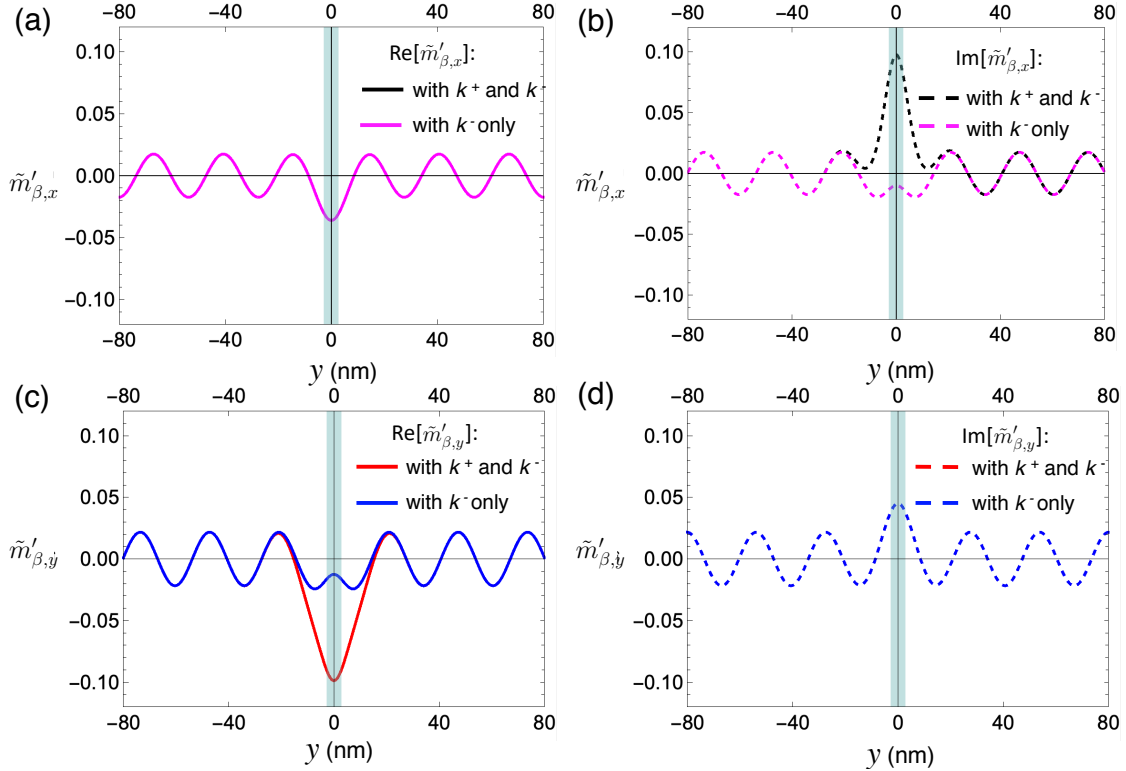 (a)
-80 -40 0 40 80
0.10
0.05
0.00
-0.05
-0.10
m̃′β,x
Re[m̃′β,x]:
with k⁺ and k⁻
with k⁻ only
-80 -40 0 40 80
y (nm)
(b)
-80 -40 0 40 80
0.10
0.05
0.00
-0.05
-0.10
m̃′β,x
Im[m̃′β,x]:
with k⁺ and k⁻
with k⁻ only
-80 -40 0 40 80
y (nm)
(c)
-80 -40 0 40 80
0.10
0.05
0.00
-0.05
-0.10
m̃′β,y
Re[m̃′β,y]:
with k⁺ and k⁻
with k⁻ only
-80 -40 0 40 80
y (nm)
(d)
-80 -40 0 40 80
0.10
0.05
0.00
-0.05
-0.10
m̃′β,y
Im[m̃′β,y]:
with k⁺ and k⁻
with k⁻ only
-80 -40 0 40 80
y (nm)